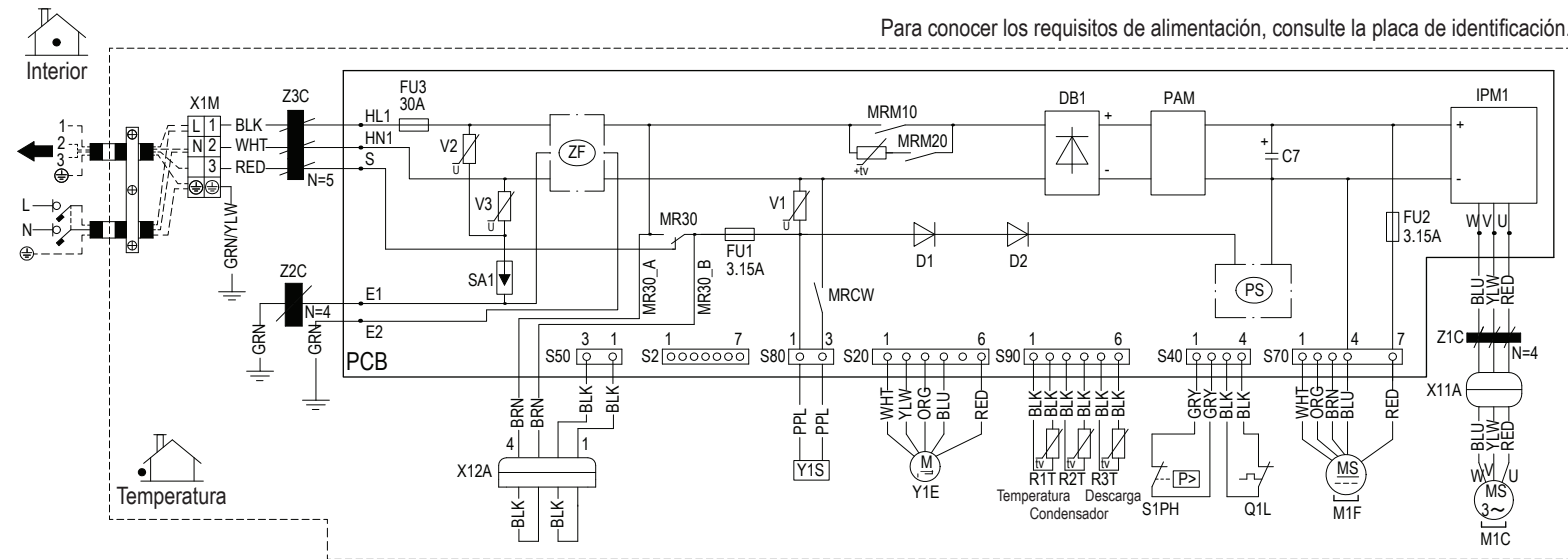 Para conocer los requisitos de alimentación, consulte la placa de identificación.
Interior
X1M
Z3C
FU3
30A
HL1
HN1
S
L 1 BLK
N 2 WHT
3 RED
N=5
1
2
3
L
N
GRN/YLW
V2
U
V3
U
SA1
ZF
MRM10
MRM20
+tv
DB1
+
-
PAM
+
C7
IPM1
+
-
W V U
V1
U
MR30
FU1
3.15A
D1
D2
FU2
3.15A
PS
MRCW
MR30_A
MR30_B
Z2C
N=4
E1
E2
GRN
GRN
PCB
S50 3 1
S2 1 7
S80 1 3
S20 1 6
S90 1 6
S40 1 4
S70 1 4 7
BLU YLW RED
Z1C
N=4
X11A
BLU YLW RED
W V U
MS
3~
M1C
BRN BRN BLK BLK
4 1
X12A
BLK BLK
PPL PPL
Y1S
WHT YLW ORG BLU RED
M
Y1E
BLK BLK BLK BLK BLK BLK
tv tv tv
R1T R2T R3T
Temperatura Descarga
Condensador
GRY GRY BLK BLK
P>
S1PH
Q1L
WHT ORG BRN BLU RED
MS
M1F
Temperatura